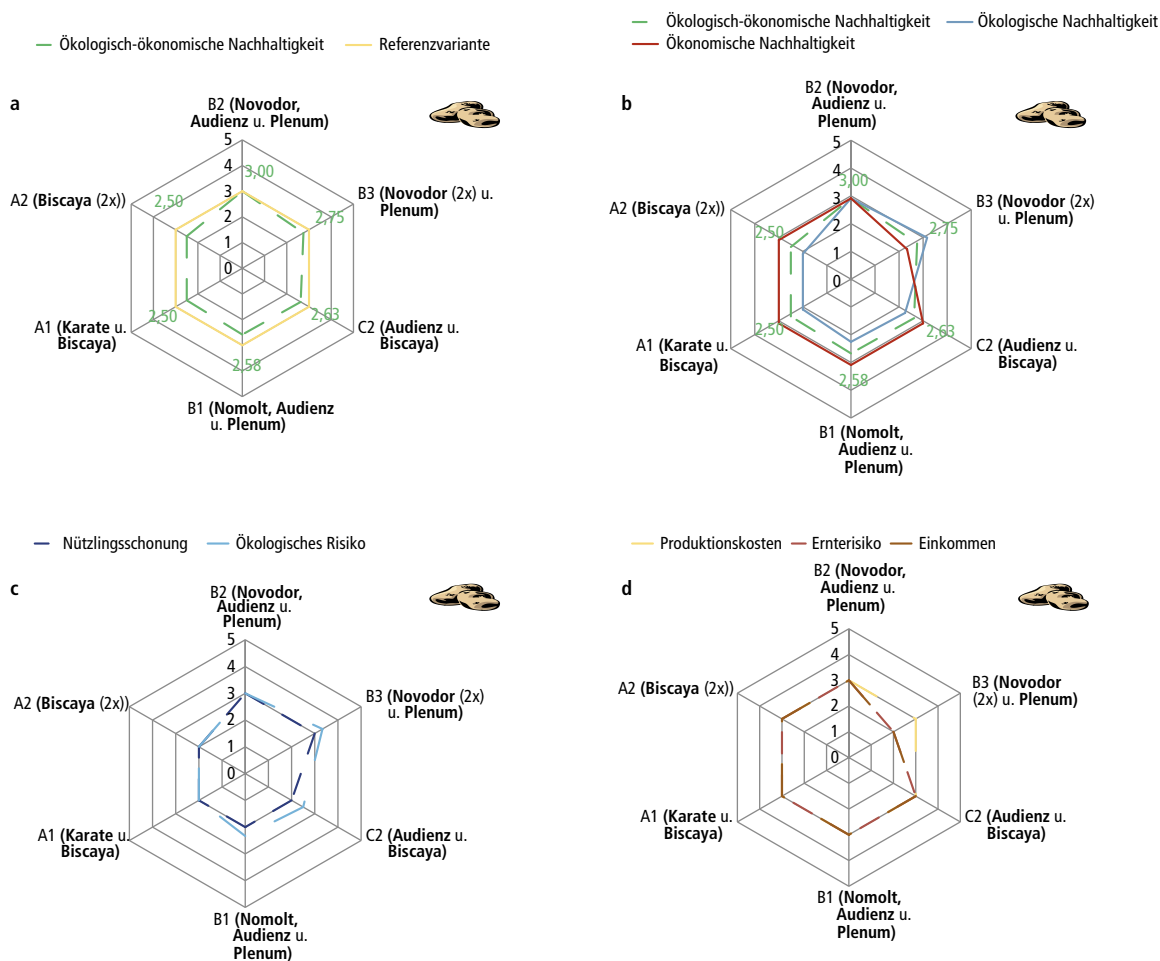 Ökologisch-ökonomische Nachhaltigkeit
Referenzvariante
a
B2 (Novodor,
Audienz u. Plenum)
5
4
3
2
1
0
3,00
B3 (Novodor (2x) u.
Plenum)
2,75
C2 (Audienz u.
Biscaya)
2,63
B1 (Nomolt, Audienz
u. Plenum)
2,58
A1 (Karate u.
Biscaya)
2,50
A2 (Biscaya (2x))
2,50
Ökologisch-ökonomische Nachhaltigkeit
Ökologische Nachhaltigkeit
Ökonomische Nachhaltigkeit
b
B2 (Novodor,
Audienz u.
Plenum)
5
4
3
2
1
0
3,00
B3 (Novodor (2x)
u. Plenum)
2,75
C2 (Audienz u.
Biscaya)
2,63
B1 (Nomolt,
Audienz u.
Plenum)
2,58
A1 (Karate u.
Biscaya)
2,50
A2 (Biscaya (2x))
2,50
Nützlingsschonung
Ökologisches Risiko
c
B2 (Novodor,
Audienz u.
Plenum)
5
4
3
2
1
0
B3 (Novodor (2x)
u. Plenum)
C2 (Audienz u.
Biscaya)
B1 (Nomolt,
Audienz u.
Plenum)
A1 (Karate u.
Biscaya)
A2 (Biscaya (2x))
Produktionskosten
Ernterisiko
Einkommen
d
B2 (Novodor,
Audienz u.
Plenum)
5
4
3
2
1
0
B3 (Novodor
(2x) u. Plenum)
C2 (Audienz u.
Biscaya)
B1 (Nomolt,
Audienz u.
Plenum)
A1 (Karate u.
Biscaya)
A2 (Biscaya (2x))